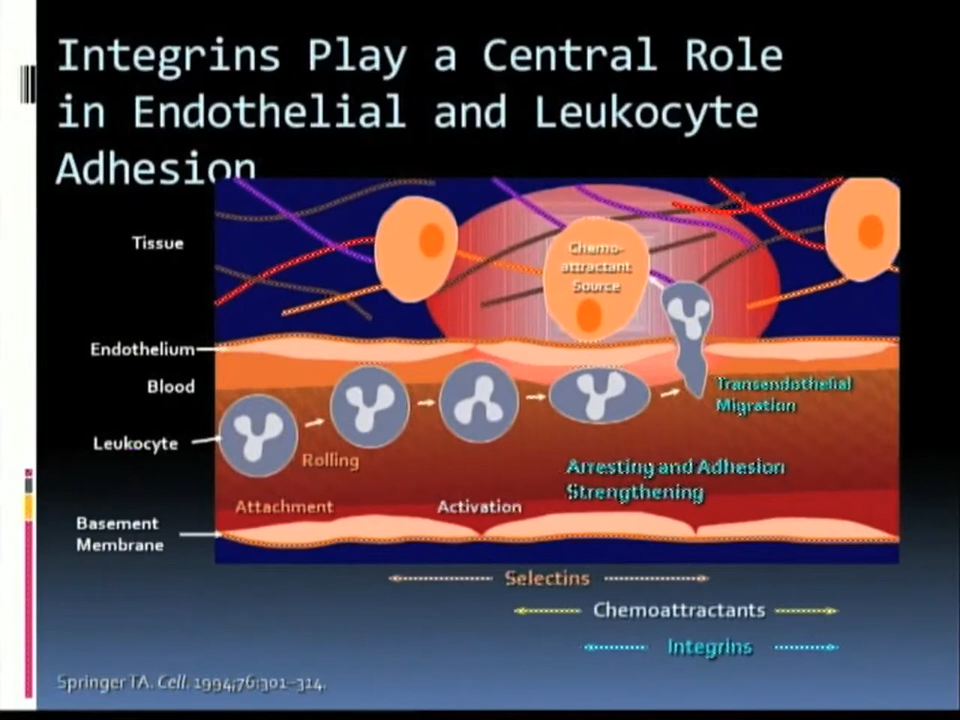 Integrins Play a Central Role
in Endothelial and Leukocyte
Adhesion
Tissue
Chemo-
attractant
Source
Endothelium
Blood
Transendothelial
Migration
Leukocyte
Rolling
Arresting and Adhesion
Strengthening
Attachment
Activation
Basement
Membrane
Selectins
Chemoattractants
Integrins
Springer TA. Cell. 1994;76:301–314.